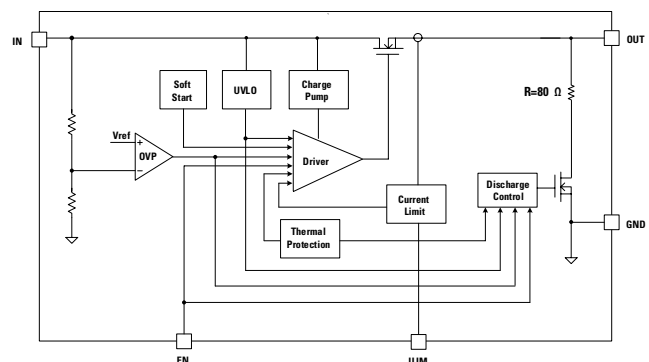 IN
OUT
Soft
Start
UVLO
Charge
Pump
R=80 Ω
Vref
+
OVP
−
Driver
Discharge
Control
Current
Limit
Thermal
Protection
GND
EN